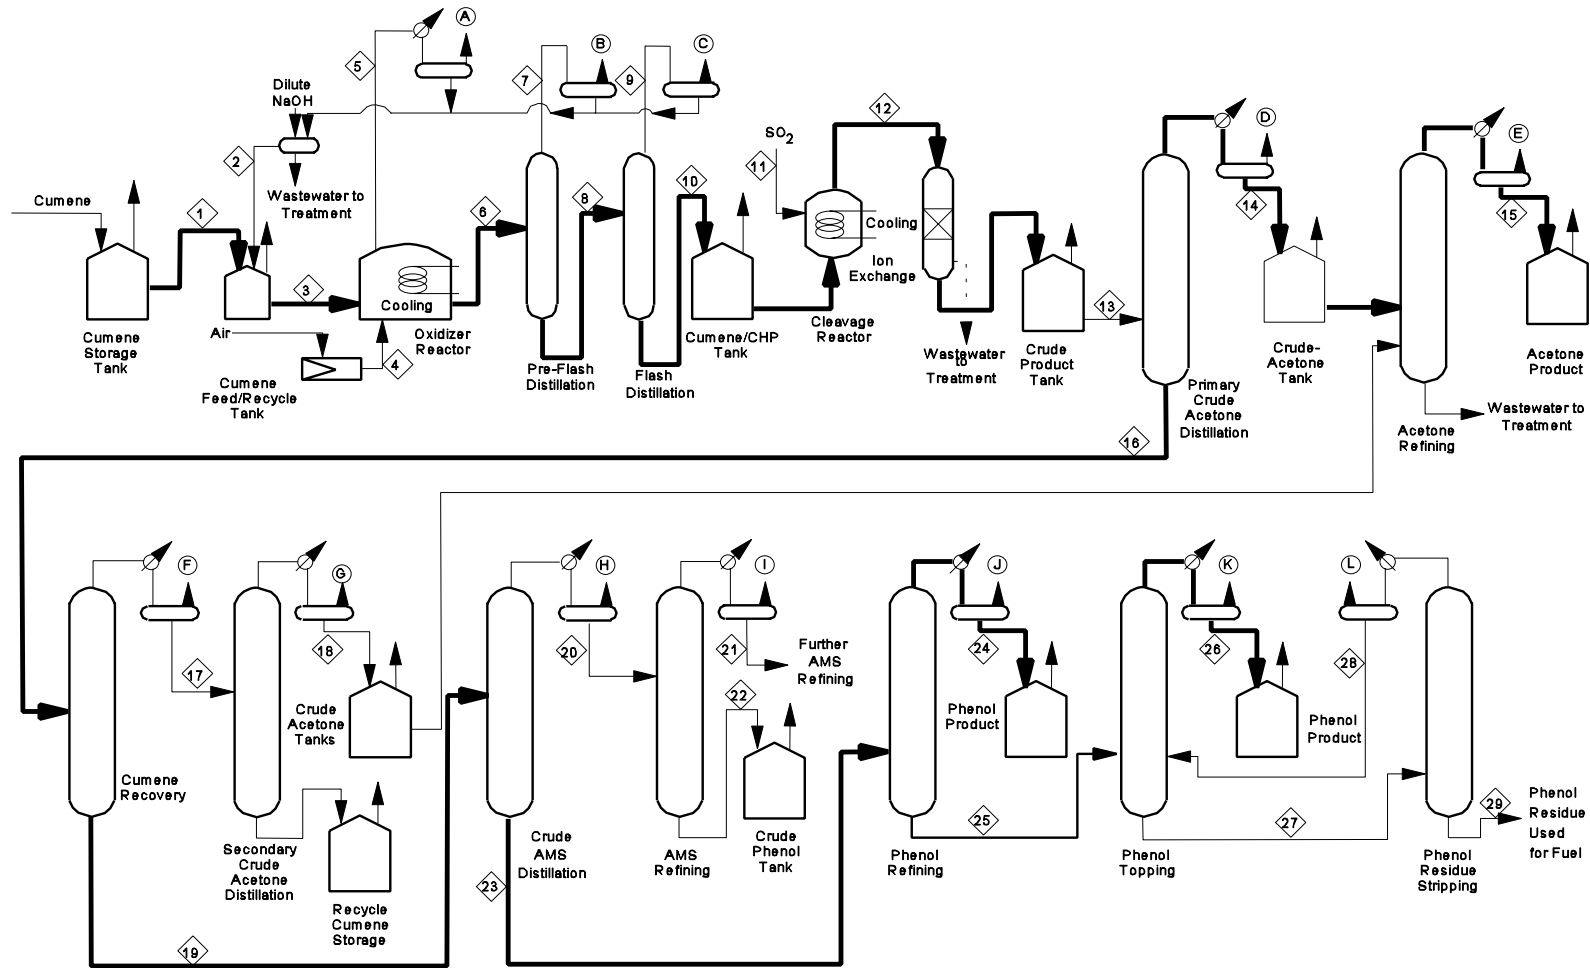 A
B
C
5
7
9
Dilute
NaOH
2
Wastewater to
Treatment
Cumene
1
3
Air
4
Cumene
Storage
Tank
Cumene
Feed/Recycle
Tank
Cooling
Oxidizer
Reactor
6
8
10
Pre-Flash
Distillation
Flash
Distillation
Cumene/CHP
Tank
SO2
11
12
Cooling
Ion
Exchange
Cleavage
Reactor
Wastewater
to
Treatment
13
Crude
Product
Tank
D
14
Primary
Crude
Acetone
Distillation
Crude-
Acetone
Tank
E
15
Acetone
Product
Wastewater to
Treatment
Acetone
Refining
16
F
17
Cumene
Recovery
G
18
Crude
Acetone
Tanks
Secondary
Crude
Acetone
Distillation
Recycle
Cumene
Storage
19
H
20
Crude
AMS
Distillation
I
21
Further
AMS
Refining
22
AMS
Refining
Crude
Phenol
Tank
23
J
24
Phenol
Product
25
Phenol
Refining
K
26
Phenol
Product
Phenol
Topping
L
28
27
29
Phenol
Residue
Used
for Fuel
Phenol
Residue
Stripping